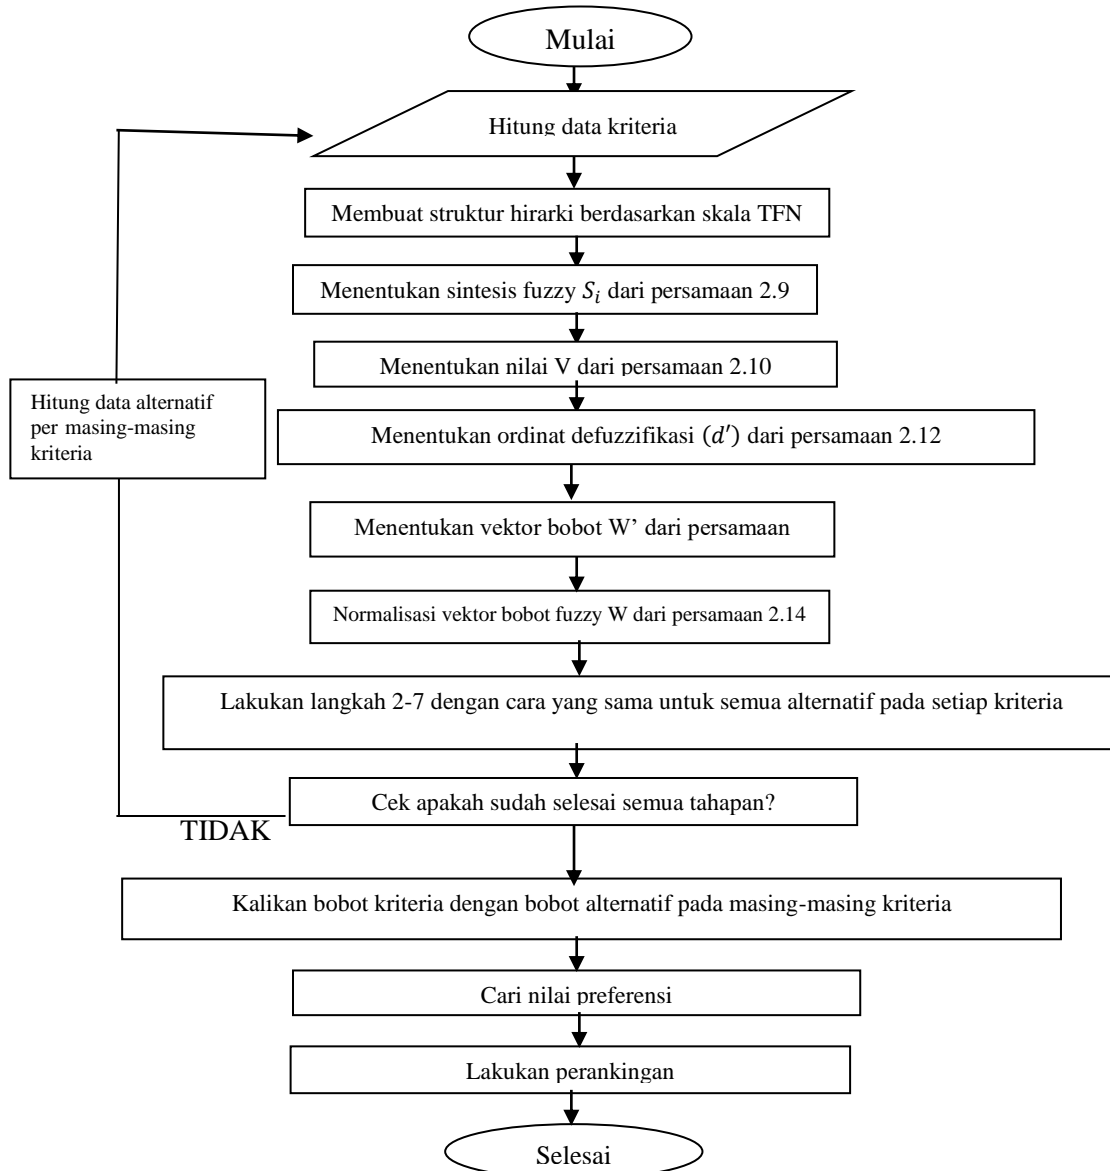 Mulai
Hitung data kriteria
Membuat struktur hirarki berdasarkan skala TFN
Menentukan sintesis fuzzy 𝑆𝑖 dari persamaan 2.9
Menentukan nilai V dari persamaan 2.10
Hitung data alternatif
per masing-masing
kriteria
Menentukan ordinat defuzzifikasi (𝑑′) dari persamaan 2.12
Menentukan vektor bobot W’ dari persamaan
Normalisasi vektor bobot fuzzy W dari persamaan 2.14
Lakukan langkah 2-7 dengan cara yang sama untuk semua alternatif pada setiap kriteria
Cek apakah sudah selesai semua tahapan?
TIDAK
Kalikan bobot kriteria dengan bobot alternatif pada masing-masing kriteria
Cari nilai preferensi
Lakukan perankingan
Selesai